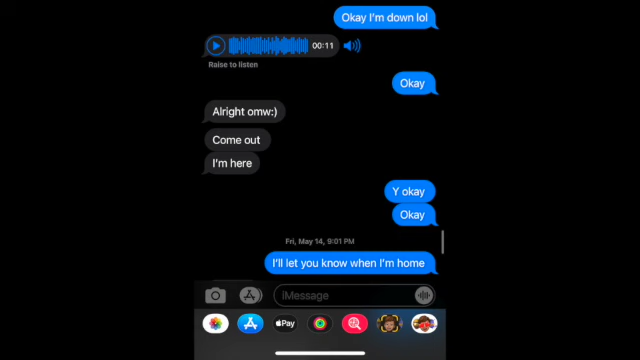 Okay I'm down lol
00:11
Raise to listen
Okay
Alright omw:)
Come out
I'm here
Y okay
Okay
Fri, May 14, 9:01 PM
I'll let you know when I'm home
iMessage
Pay